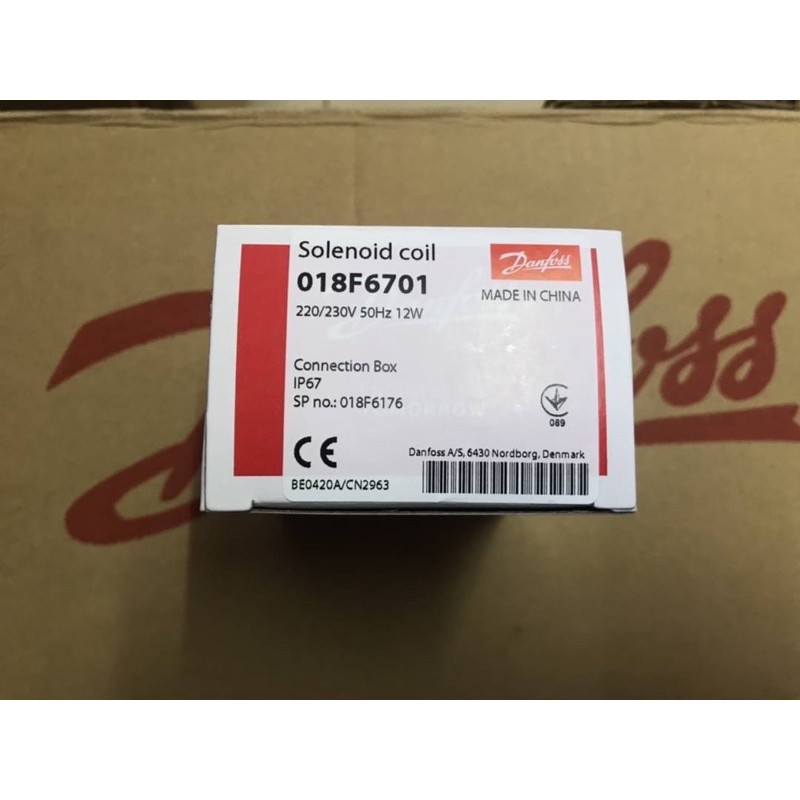 Solenoid coil
Danfoss
018F6701
MADE IN CHINA
220/230V 50Hz 12W
Connection Box
IP67
SP no.: 018F6176
TOMORROW
089
CE
Danfoss A/S, 6430 Nordborg, Denmark
BE0420A/CN2963